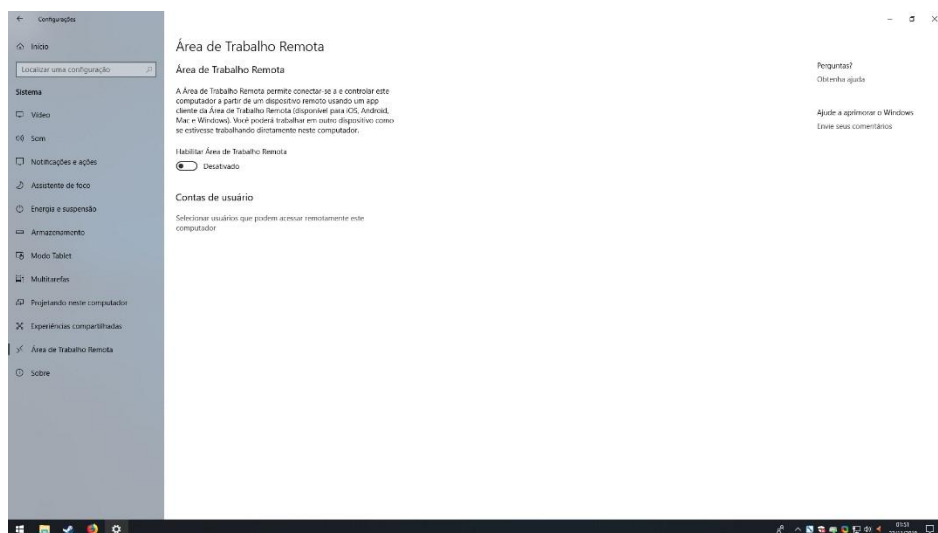 Configurações
Início
Localizar uma configuração
Sistema
Vídeo
Som
Notificações e ações
Assistente de foco
Energia e suspensão
Armazenamento
Modo Tablet
Multitarefas
Projetando neste computador
Experiências compartilhadas
Área de Trabalho Remota
Sobre
Área de Trabalho Remota
Área de Trabalho Remota
A Área de Trabalho Remota permite conectar-se a e controlar este
computador a partir de um dispositivo remoto usando um app
cliente da Área de Trabalho Remota (disponível para iOS, Android,
Mac e Windows). Você poderá trabalhar em outro dispositivo como
se estivesse trabalhando diretamente neste computador.
Habilitar Área de Trabalho Remota
Desativado
Contas de usuário
Selecionar usuários que podem acessar remotamente este
computador
Perguntas?
Obtenha ajuda
Ajude a aprimorar o Windows
Envie seus comentários
01:51